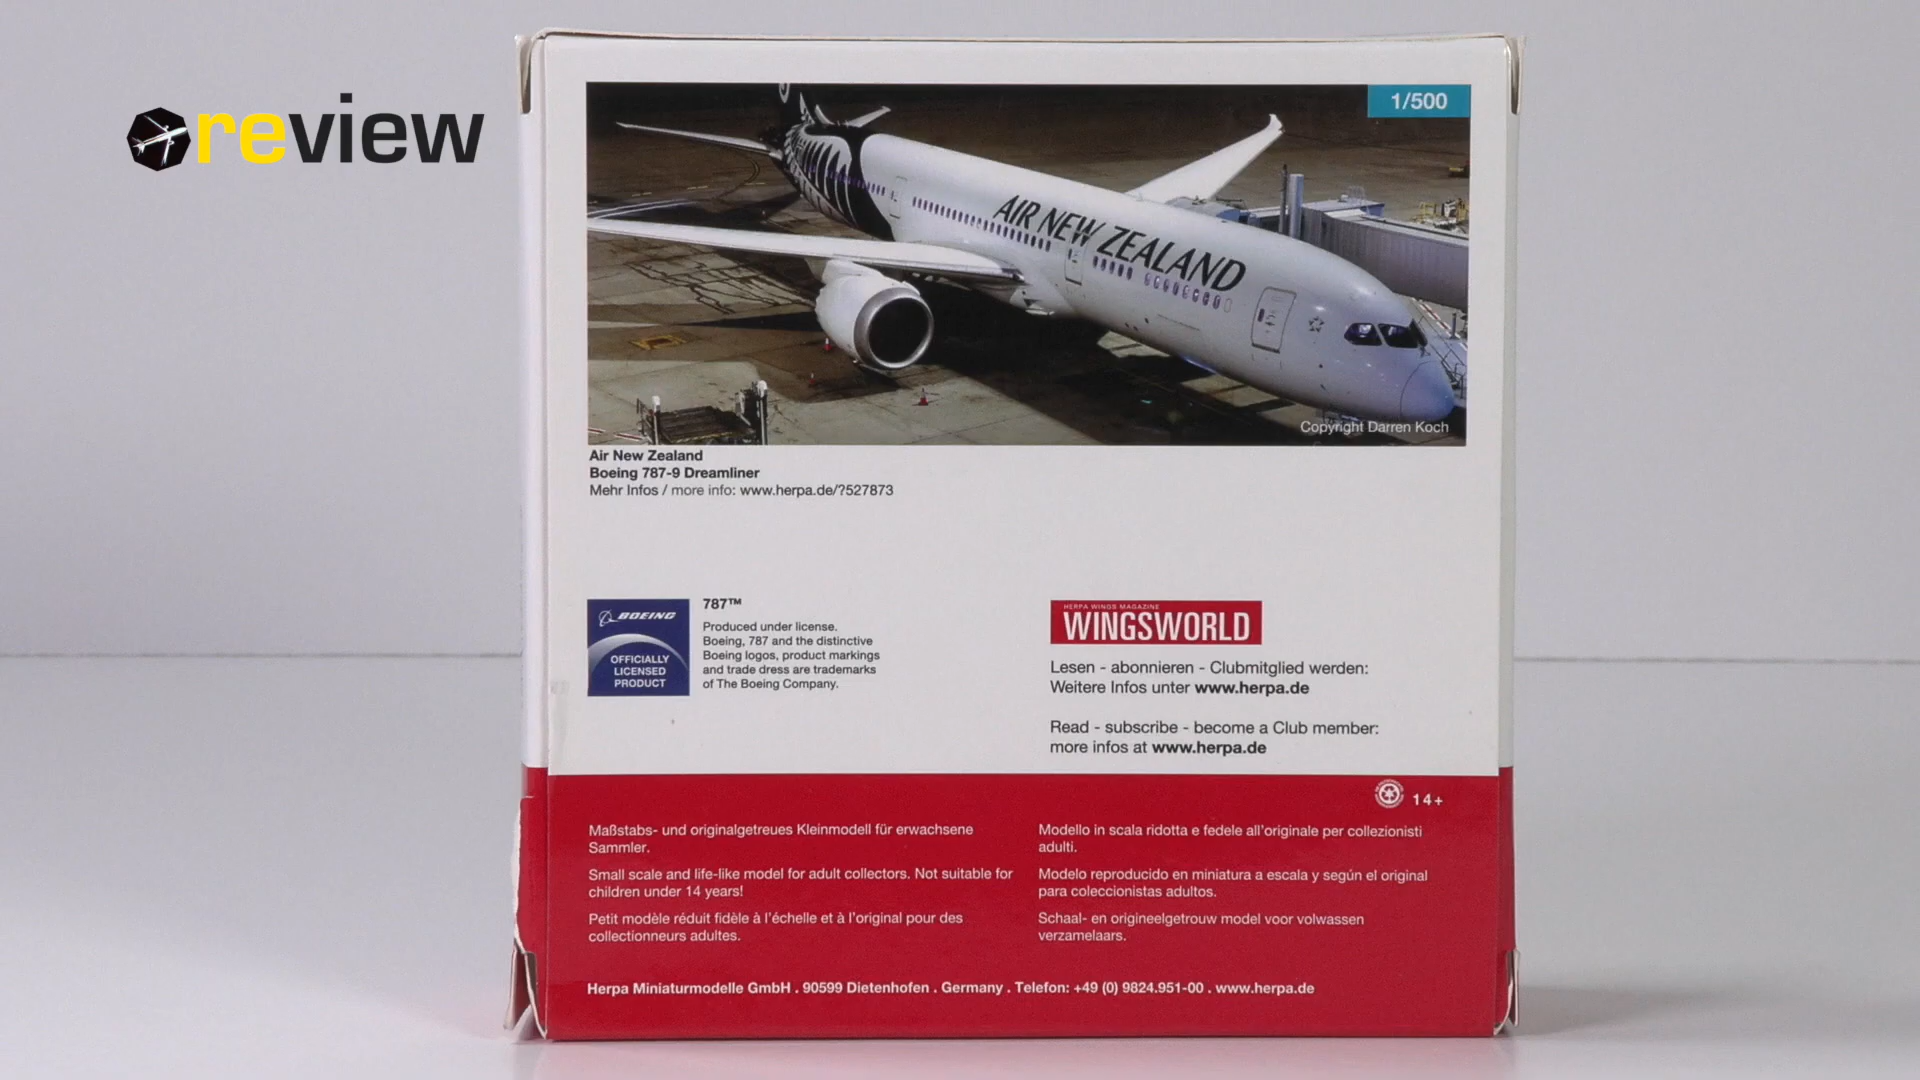 review
1/500
AIR NEW ZEALAND
Copyright Darren Koch
Air New Zealand
Boeing 787-9 Dreamliner
Mehr Infos / more info: www.herpa.de/?527873
BOEING
OFFICIALLY
LICENSED
PRODUCT
787™
Produced under license.
Boeing, 787 and the distinctive
Boeing logos, product markings
and trade dress are trademarks
of The Boeing Company.
HERPA WINGS MAGAZINE
WINGSWORLD
Lesen - abonnieren - Clubmitglied werden:
Weitere Infos unter www.herpa.de
Read - subscribe - become a Club member:
more infos at www.herpa.de
14+
Maßstabs- und originalgetreues Kleinmodell für erwachsene
Sammler.
Small scale and life-like model for adult collectors. Not suitable for
children under 14 years!
Petit modèle réduit fidèle à l'échelle et à l'original pour des
collectionneurs adultes.
Modello in scala ridotta e fedele all'originale per collezionisti
adulti.
Modelo reproducido en miniatura a escala y según el original
para coleccionistas adultos.
Schaal- en origineelgetrouw model voor volwassen
verzamelaars.
Herpa Miniaturmodelle GmbH . 90599 Dietenhofen . Germany . Telefon: +49 (0) 9824.951-00 . www.herpa.de